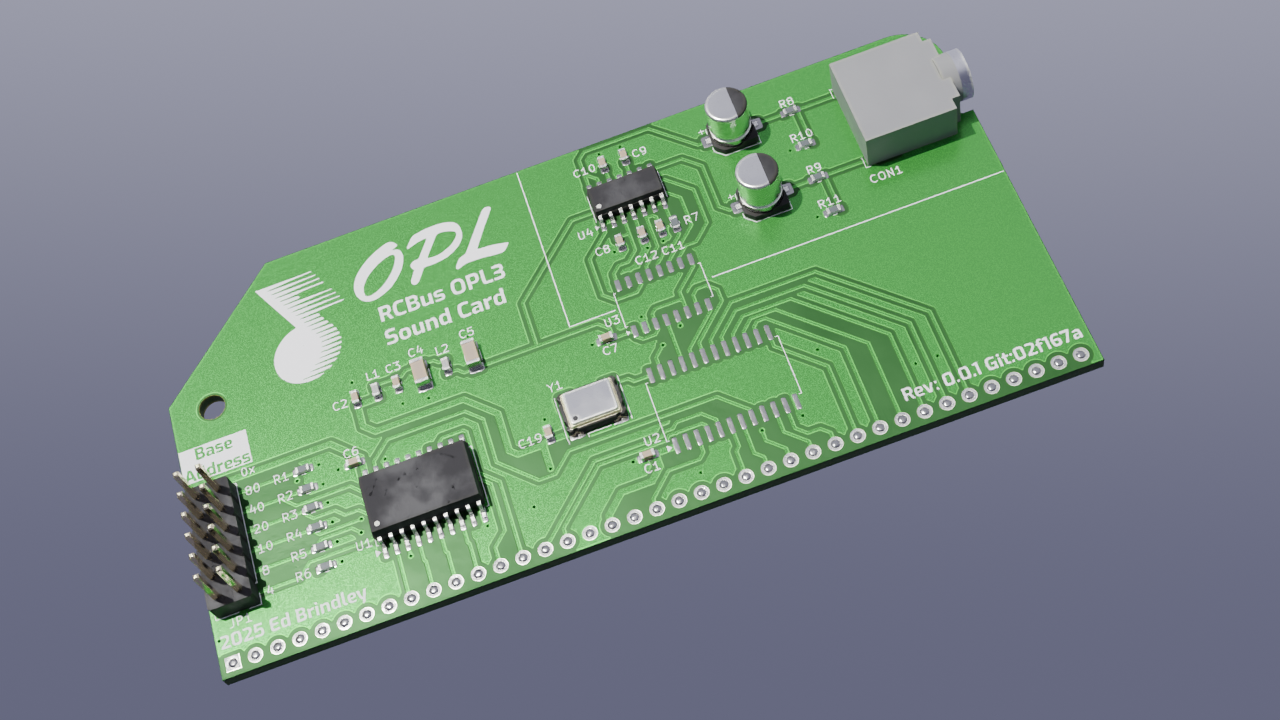 OPL
RCBus OPL3
Sound Card
C10
C9
U4
C8
C12
C11
R7
R8
R10
R9
R11
CON1
U3
C7
C5
L2
C4
C3
L1
C2
Y1
C19
U2
C1
C6
U1
Base
Address
0x
80
40
20
10
8
4
R1
R2
R3
R4
R5
R6
JP1
2025 Ed Brindley
Rev: 0.0.1 Git:02f167a